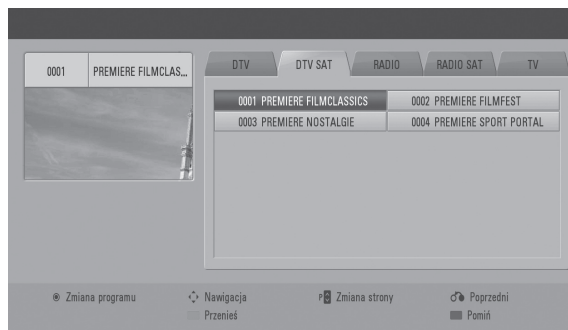 0001 PREMIERE FILMCLAS...
DTV DTV SAT RADIO RADIO SAT TV
0001 PREMIERE FILMCLASSICS 0002 PREMIERE FILMFEST
0003 PREMIERE NOSTALGIE 0004 PREMIERE SPORT PORTAL
Zmiana programu Nawigacja P Zmiana strony Poprzedni
Przenieś Pomiń